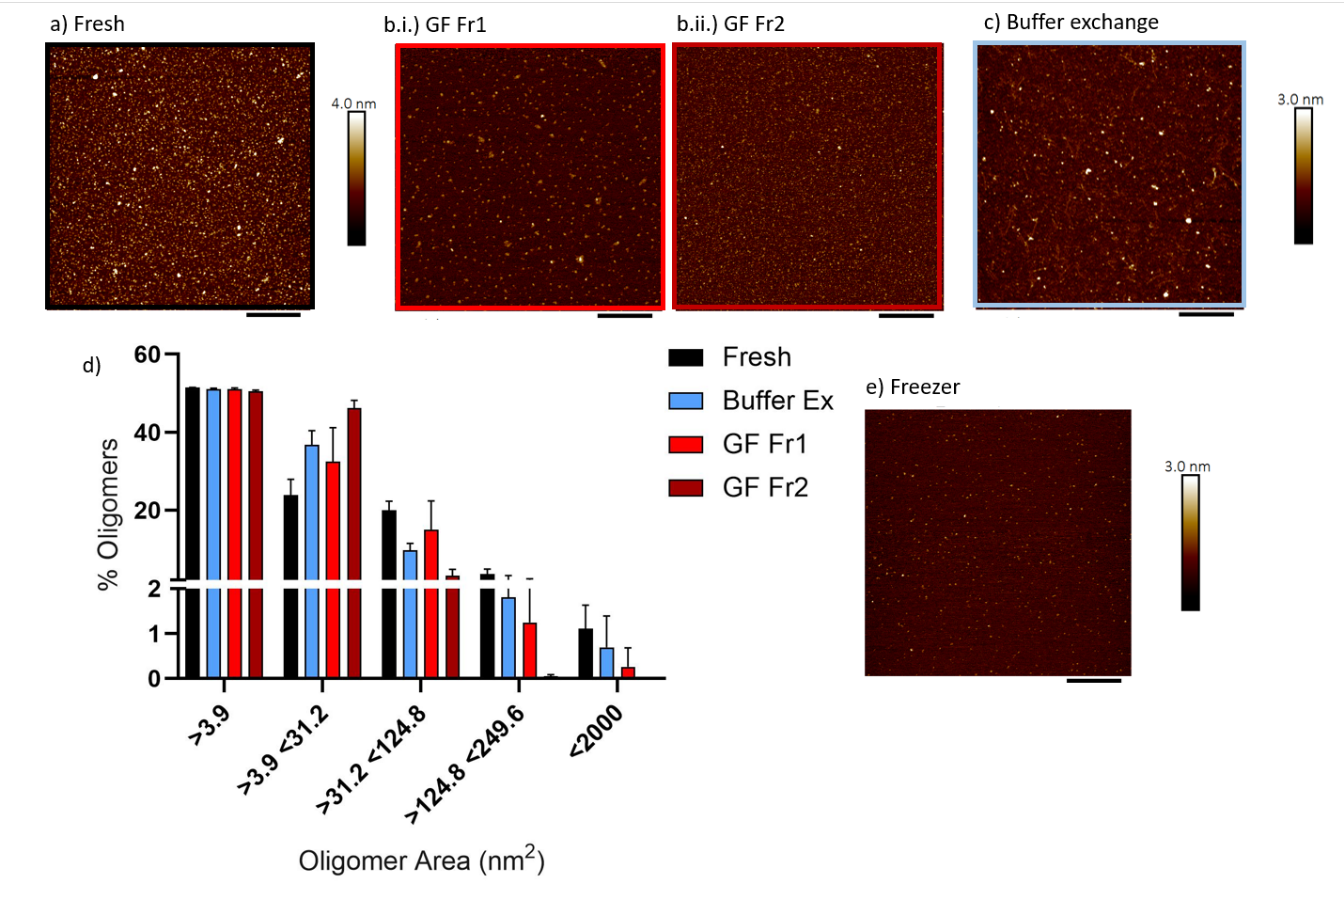 a) Fresh
b.i.) GF Fr1
b.ii.) GF Fr2
c) Buffer exchange
4.0 nm
3.0 nm
d)
% Oligomers
60
40
20
2
1
0
>3.9
>3.9 <31.2
>31.2 <124.8
>124.8 <249.6
<2000
Oligomer Area (nm²)
Fresh
Buffer Ex
GF Fr1
GF Fr2
e) Freezer
3.0 nm